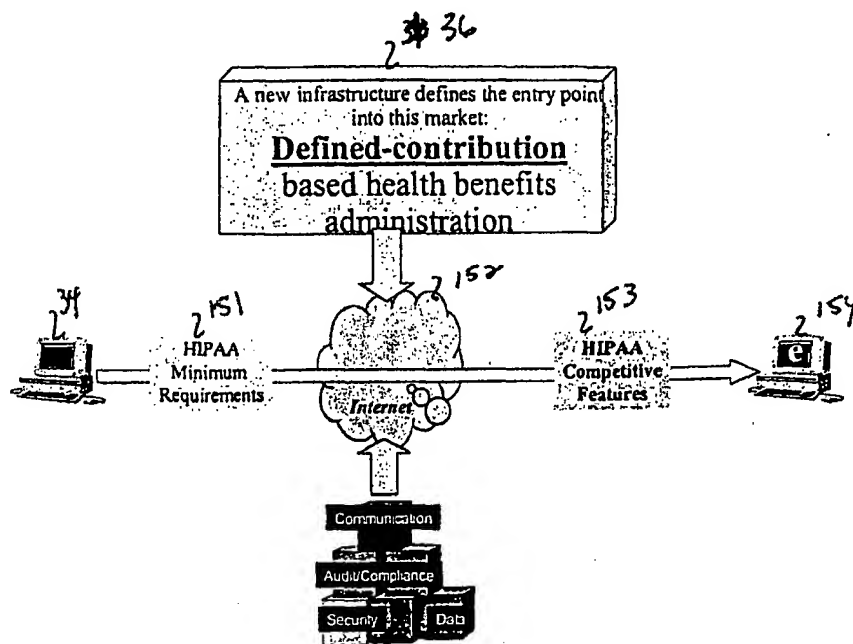 36
A new infrastructure defines the entry point
into this market:
Defined-contribution
based health benefits
administration
34
151
152
153
154
HIPAA
Minimum
Requirements
Internet
HIPAA
Competitive
Features
e
Communication
Audit/Compliance
Security
Data